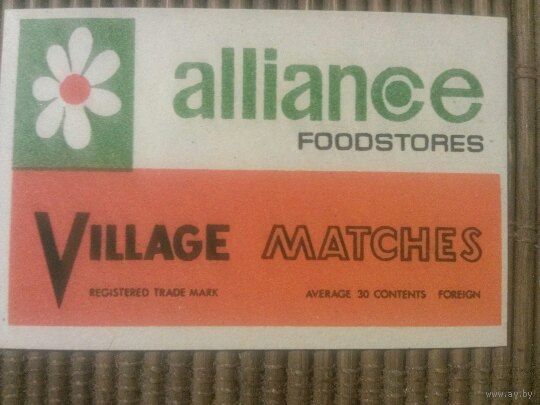 alliance
FOODSTORES
VILLAGE MATCHES
REGISTERED TRADE MARK AVERAGE 30 CONTENTS FOREIGN
www.ay.by